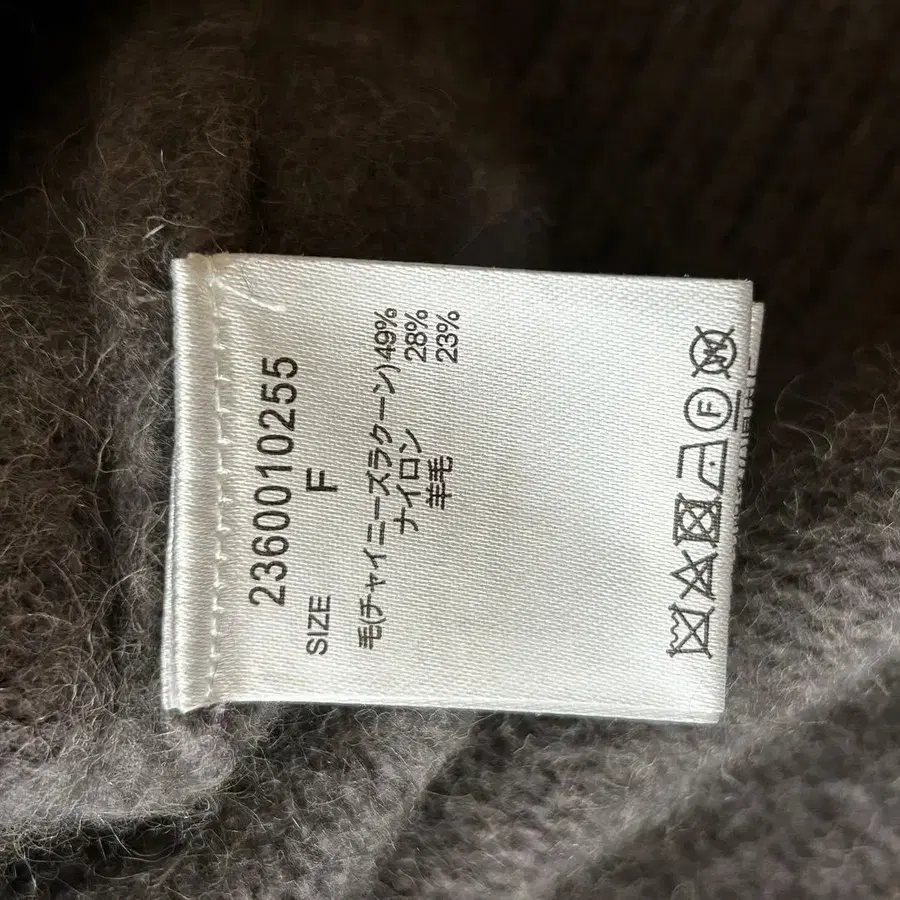 2360010255
SIZE F
毛(チャイニーズラクーン)49%
ナイロン 28%
羊毛 23%
F
W